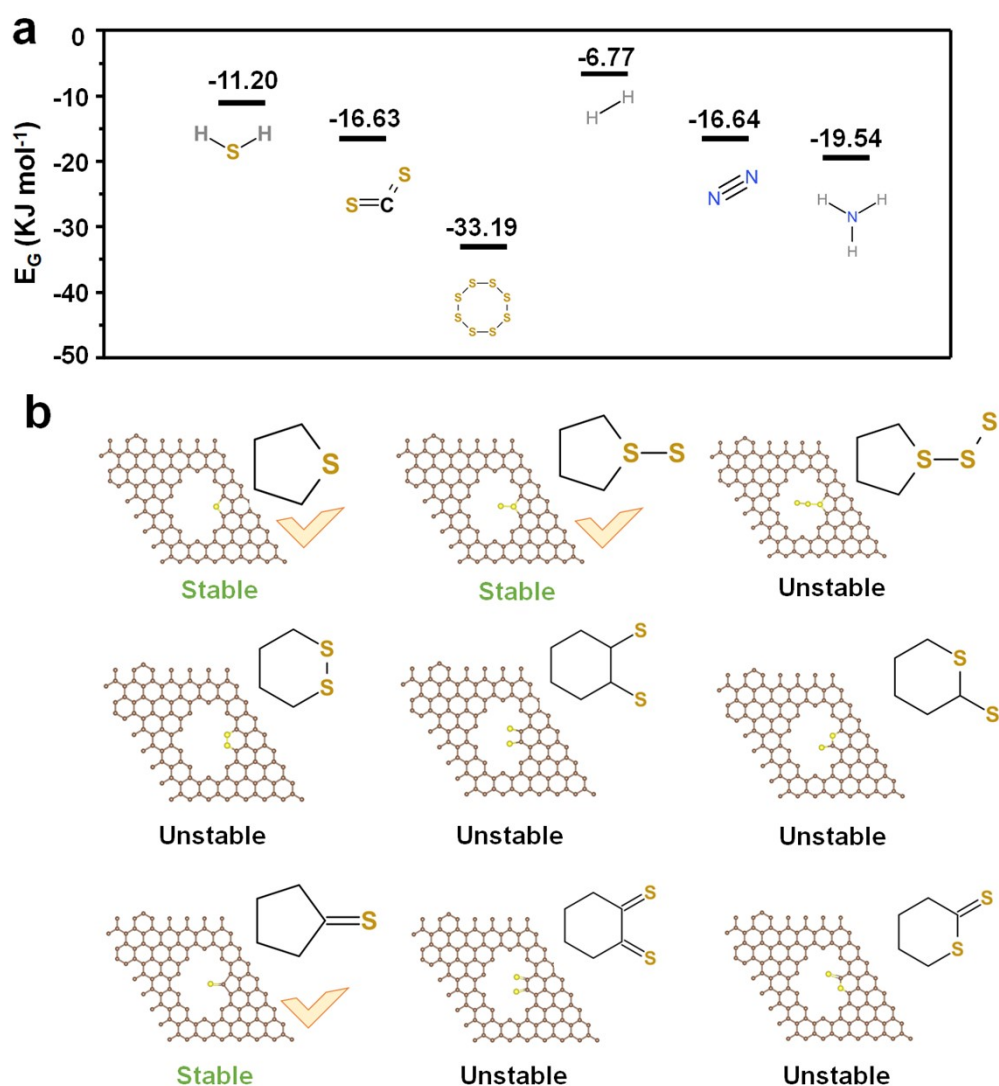 a
E_G (KJ mol⁻¹)
0
-10
-20
-30
-40
-50
-11.20
H S H
-16.63
S C S
-33.19
S S S S S S S S
-6.77
H H
-16.64
N N
-19.54
H N H H
b
S
Stable
S S
Stable
S S S
Unstable
S S
Unstable
S S
Unstable
S S
Unstable
S
Stable
S S
Unstable
S S
Unstable